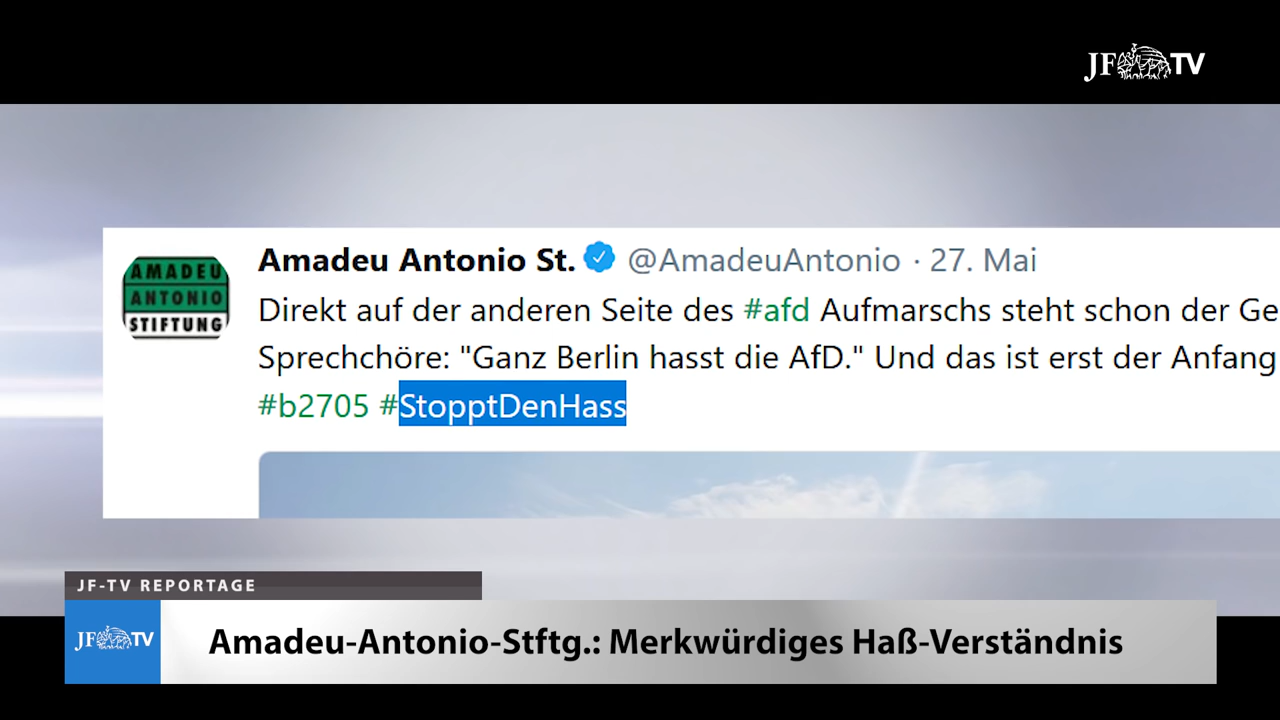 JF TV
AMADEU
ANTONIO
STIFTUNG
Amadeu Antonio St. @AmadeuAntonio · 27. Mai
Direkt auf der anderen Seite des #afd Aufmarschs steht schon der Ge
Sprechchöre: "Ganz Berlin hasst die AfD." Und das ist erst der Anfang
#b2705 #StopptDenHass
JF-TV REPORTAGE
JF TV
Amadeu-Antonio-Stftg.: Merkwürdiges Haß-Verständnis